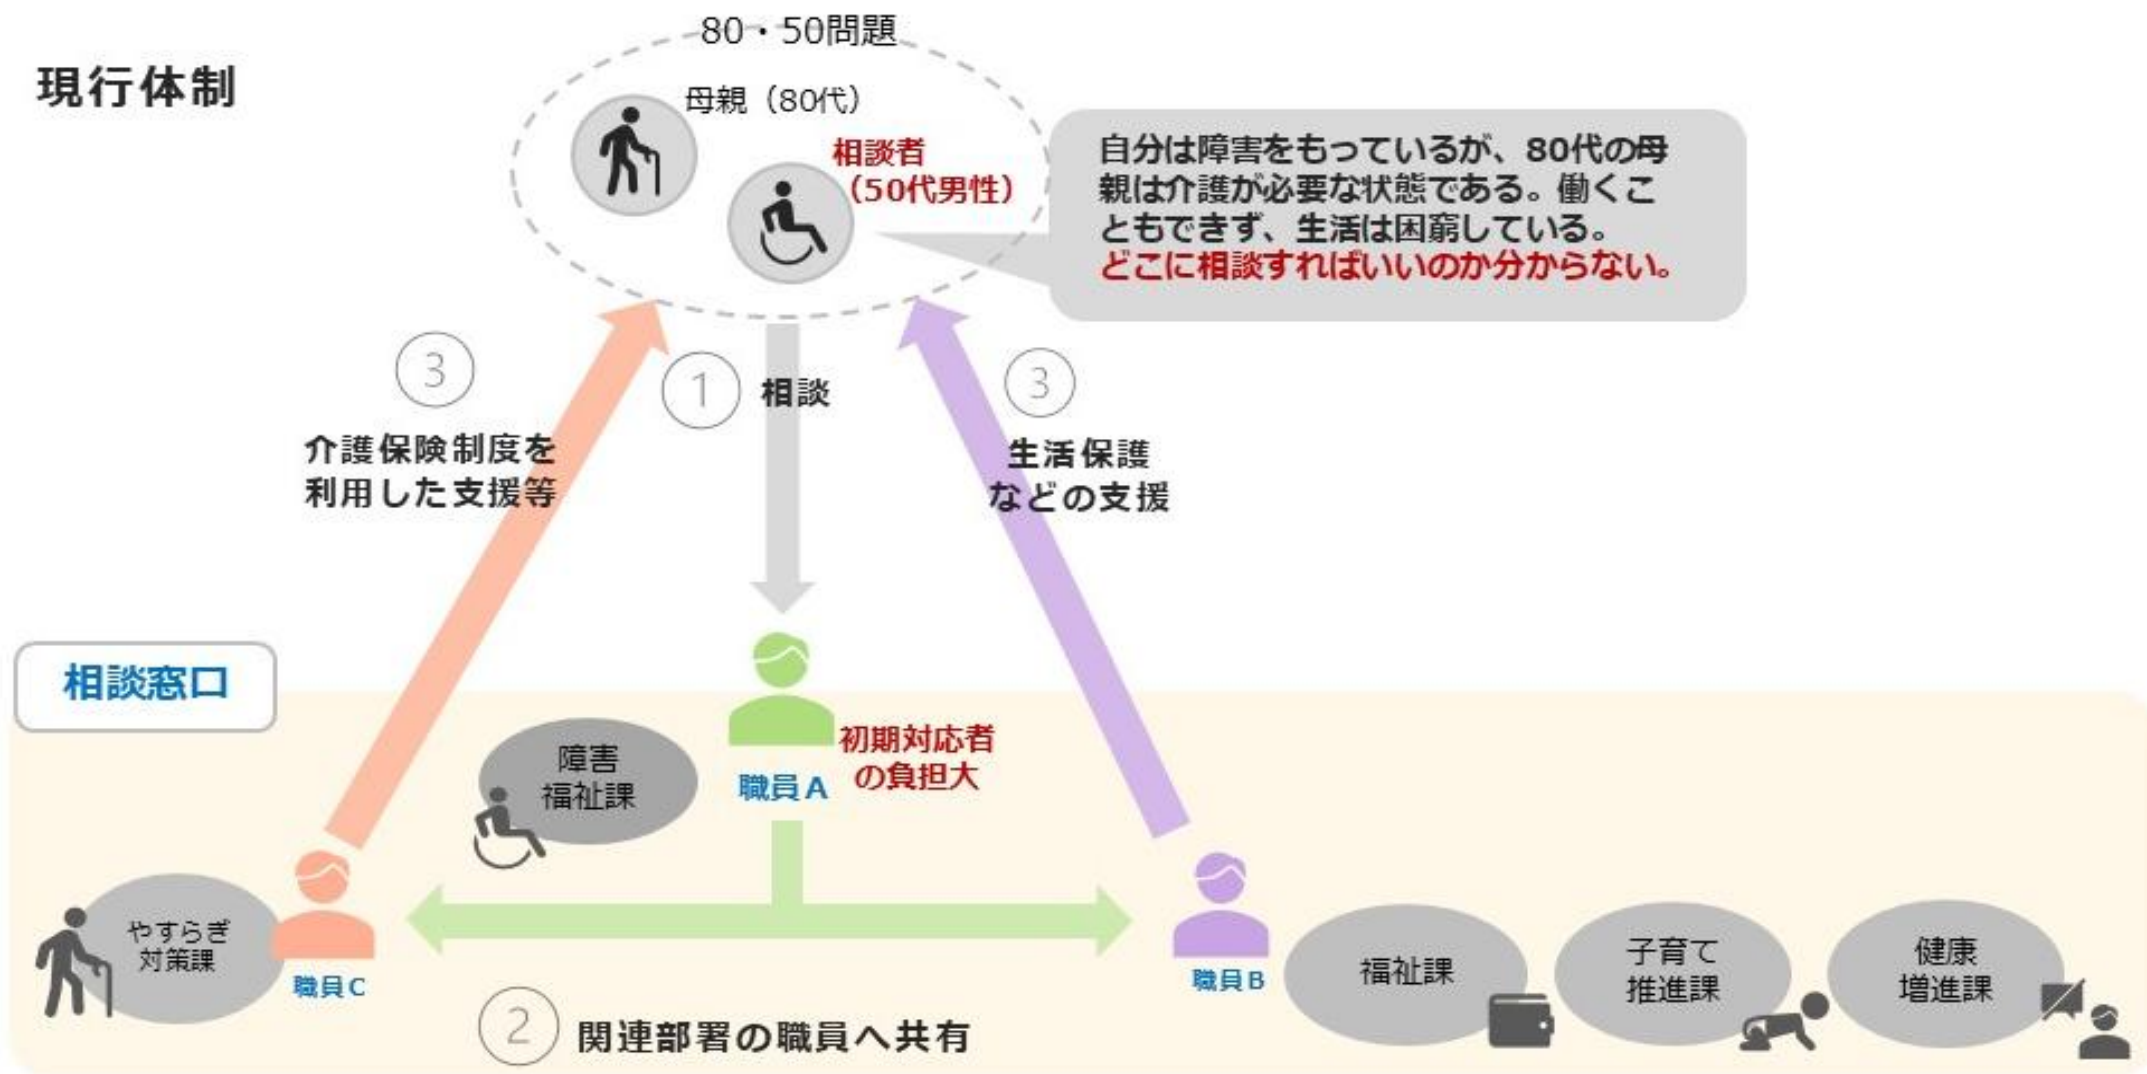 現行体制
80・50問題
母親（80代）
相談者
（50代男性）
自分は障害をもっているが、80代の母
親は介護が必要な状態である。働くこ
ともできず、生活は困窮している。
どこに相談すればいいのか分からない。
③
介護保険制度を
利用した支援等
①
相談
③
生活保護
などの支援
相談窓口
障害
福祉課
職員A
初期対応者
の負担大
やすらぎ
対策課
職員C
職員B
福祉課
子育て
推進課
健康
増進課
②
関連部署の職員へ共有